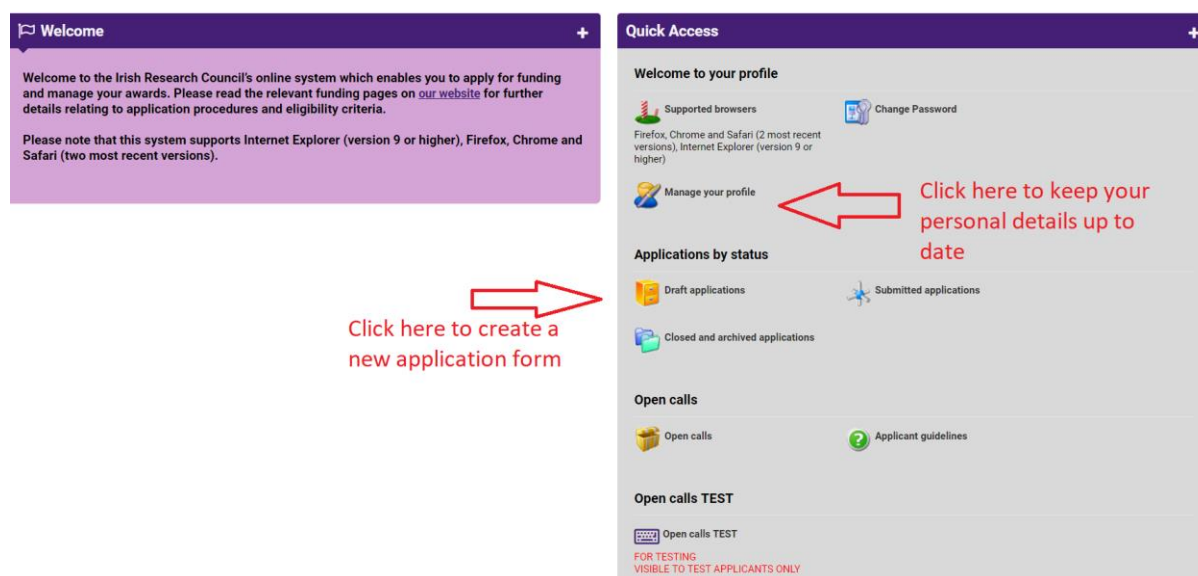 Welcome
Welcome to the Irish Research Council's online system which enables you to apply for funding
and manage your awards. Please read the relevant funding pages on our website for further
details relating to application procedures and eligibility criteria.
Please note that this system supports Internet Explorer (version 9 or higher), Firefox, Chrome and
Safari (two most recent versions).
Click here to create a
new application form
Quick Access
Welcome to your profile
Supported browsers
Change Password
Firefox, Chrome and Safari (2 most recent
versions), Internet Explorer (version 9 or
higher)
Manage your profile
Click here to keep your
personal details up to
date
Applications by status
Draft applications
Submitted applications
Closed and archived applications
Open calls
Open calls
Applicant guidelines
Open calls TEST
Open calls TEST
FOR TESTING
VISIBLE TO TEST APPLICANTS ONLY